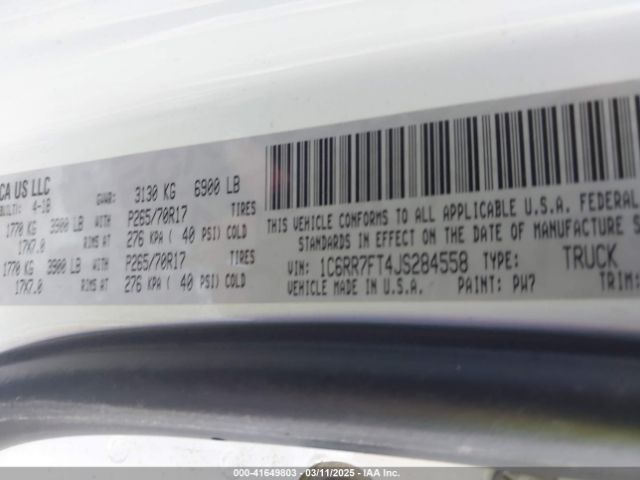 CA US LLC
BUILT: 4-18 GVWR: 3130 KG 6900 LB
1770 KG 3900 LB WITH P265/70R17 TIRES
17X7.0 RIMS AT 276 KPA ( 40 PSI) COLD
1770 KG 3900 LB WITH P265/70R17 TIRES
17X7.0 RIMS AT 276 KPA ( 40 PSI) COLD
THIS VEHICLE CONFORMS TO ALL APPLICABLE U.S.A. FEDERAL
STANDARDS IN EFFECT ON THE DATE OF MANUFACTURE
VIN: 1C6RR7FT4JS284558 TYPE: TRUCK
VEHICLE MADE IN U.S.A. PAINT: PW7 TRIM:
000-41649803 | 03/11/2025 - IAA Inc.